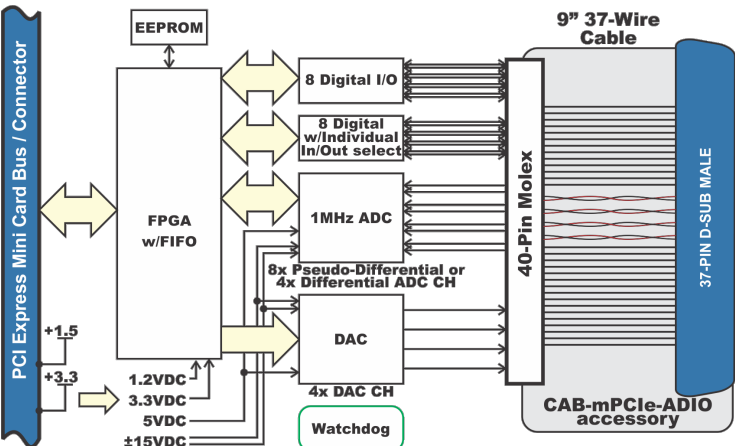 PCI Express Mini Card Bus / Connector
+1.5
+3.3
EEPROM
FPGA
w/FIFO
1.2VDC
3.3VDC
5VDC
±15VDC
8 Digital I/O
8 Digital
w/Individual
In/Out select
1MHz ADC
8x Pseudo-Differential or
4x Differential ADC CH
DAC
4x DAC CH
Watchdog
40-Pin Molex
9” 37-Wire
Cable
37-PIN D-SUB MALE
CAB-mPCIe-ADIO
accessory